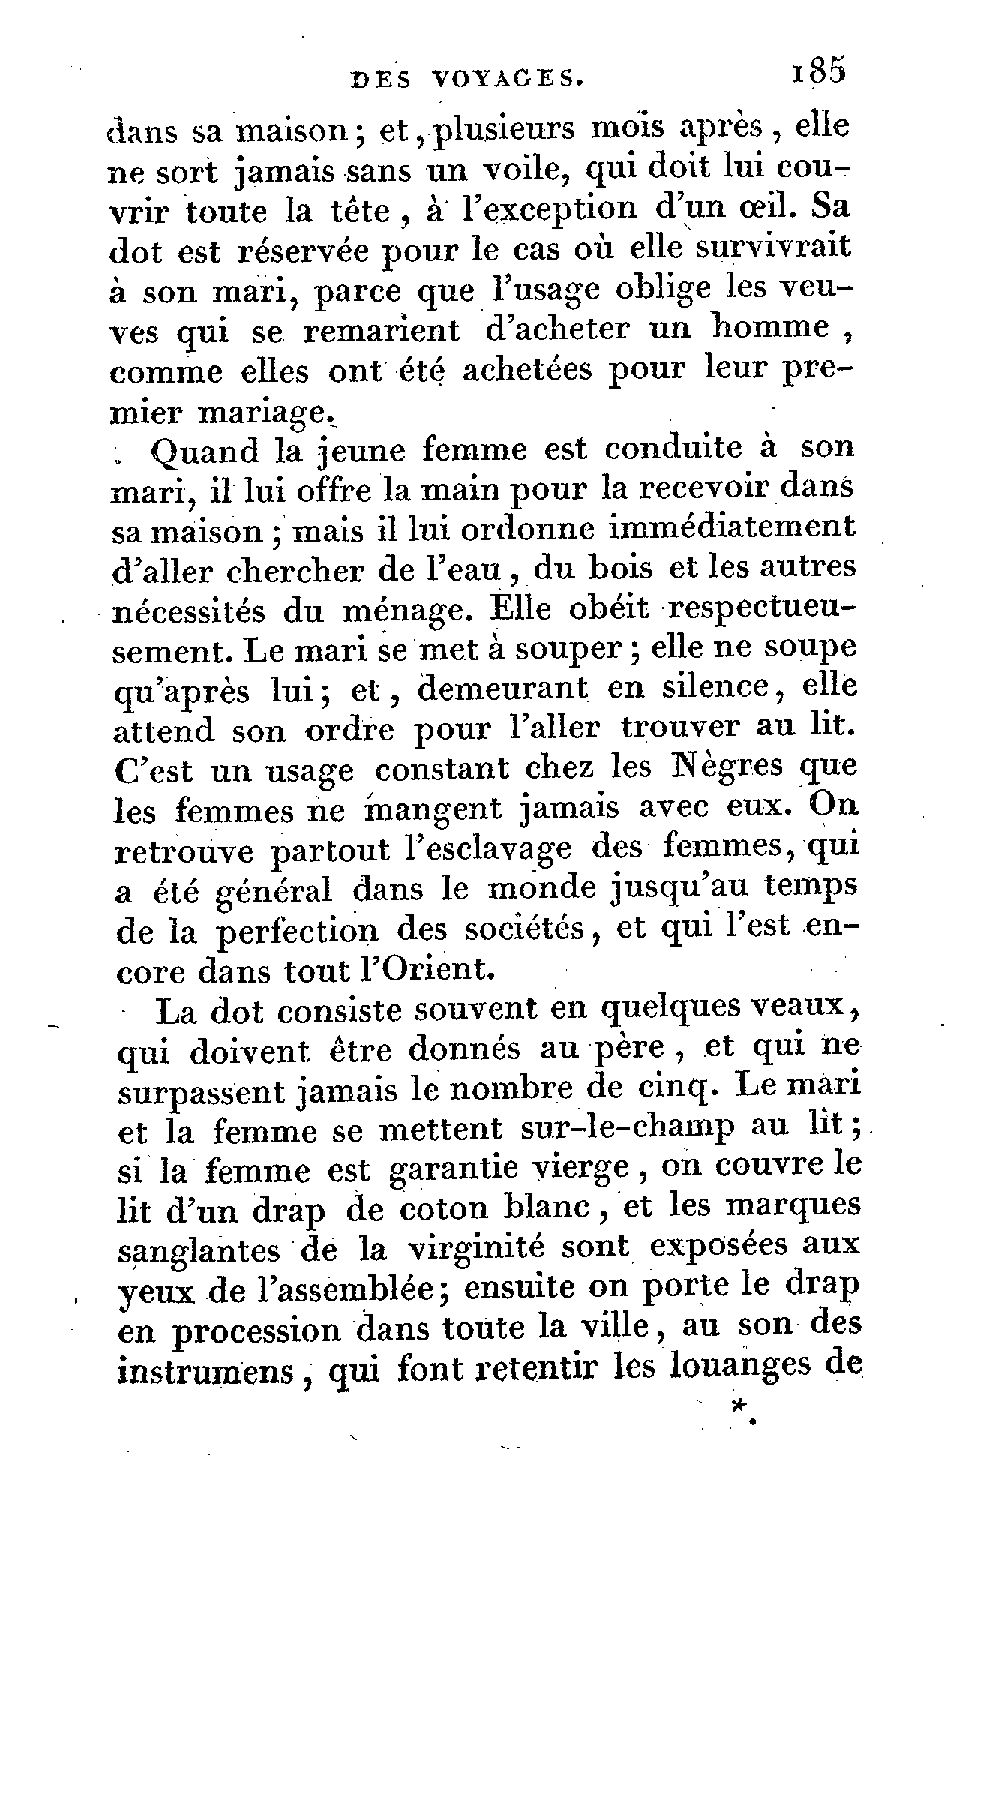 DES VOYAGES. 185
dans sa maison; et, plusieurs mois après, elle
ne sort jamais sans un voile, qui doit lui cou-
vrir toute la tête, à l'exception d'un œil. Sa
dot est réservée pour le cas où elle survivrait
à son mari, parce que l'usage oblige les veu-
ves qui se remarient d'acheter un homme,
comme elles ont été achetées pour leur pre-
mier mariage.
Quand la jeune femme est conduite à son
mari, il lui offre la main pour la recevoir dans
sa maison; mais il lui ordonne immédiatement
d'aller chercher de l'eau, du bois et les autres
nécessités du ménage. Elle obéit respectueu-
sement. Le mari se met à souper; elle ne soupe
qu'après lui; et, demeurant en silence, elle
attend son ordre pour l'aller trouver au lit.
C'est un usage constant chez les Nègres que
les femmes ne mangent jamais avec eux. On
retrouve partout l'esclavage des femmes, qui
a été général dans le monde jusqu'au temps
de la perfection des sociétés, et qui l'est en-
core dans tout l'Orient.
La dot consiste souvent en quelques veaux,
qui doivent être donnés au père, et qui ne
surpassent jamais le nombre de cinq. Le mari
et la femme se mettent sur-le-champ au lit;
si la femme est garantie vierge, on couvre le
lit d'un drap de coton blanc, et les marques
sanglantes de la virginité sont exposées aux
yeux de l'assemblée; ensuite on porte le drap
en procession dans toute la ville, au son des
instrumens, qui font retentir les louanges de
*.